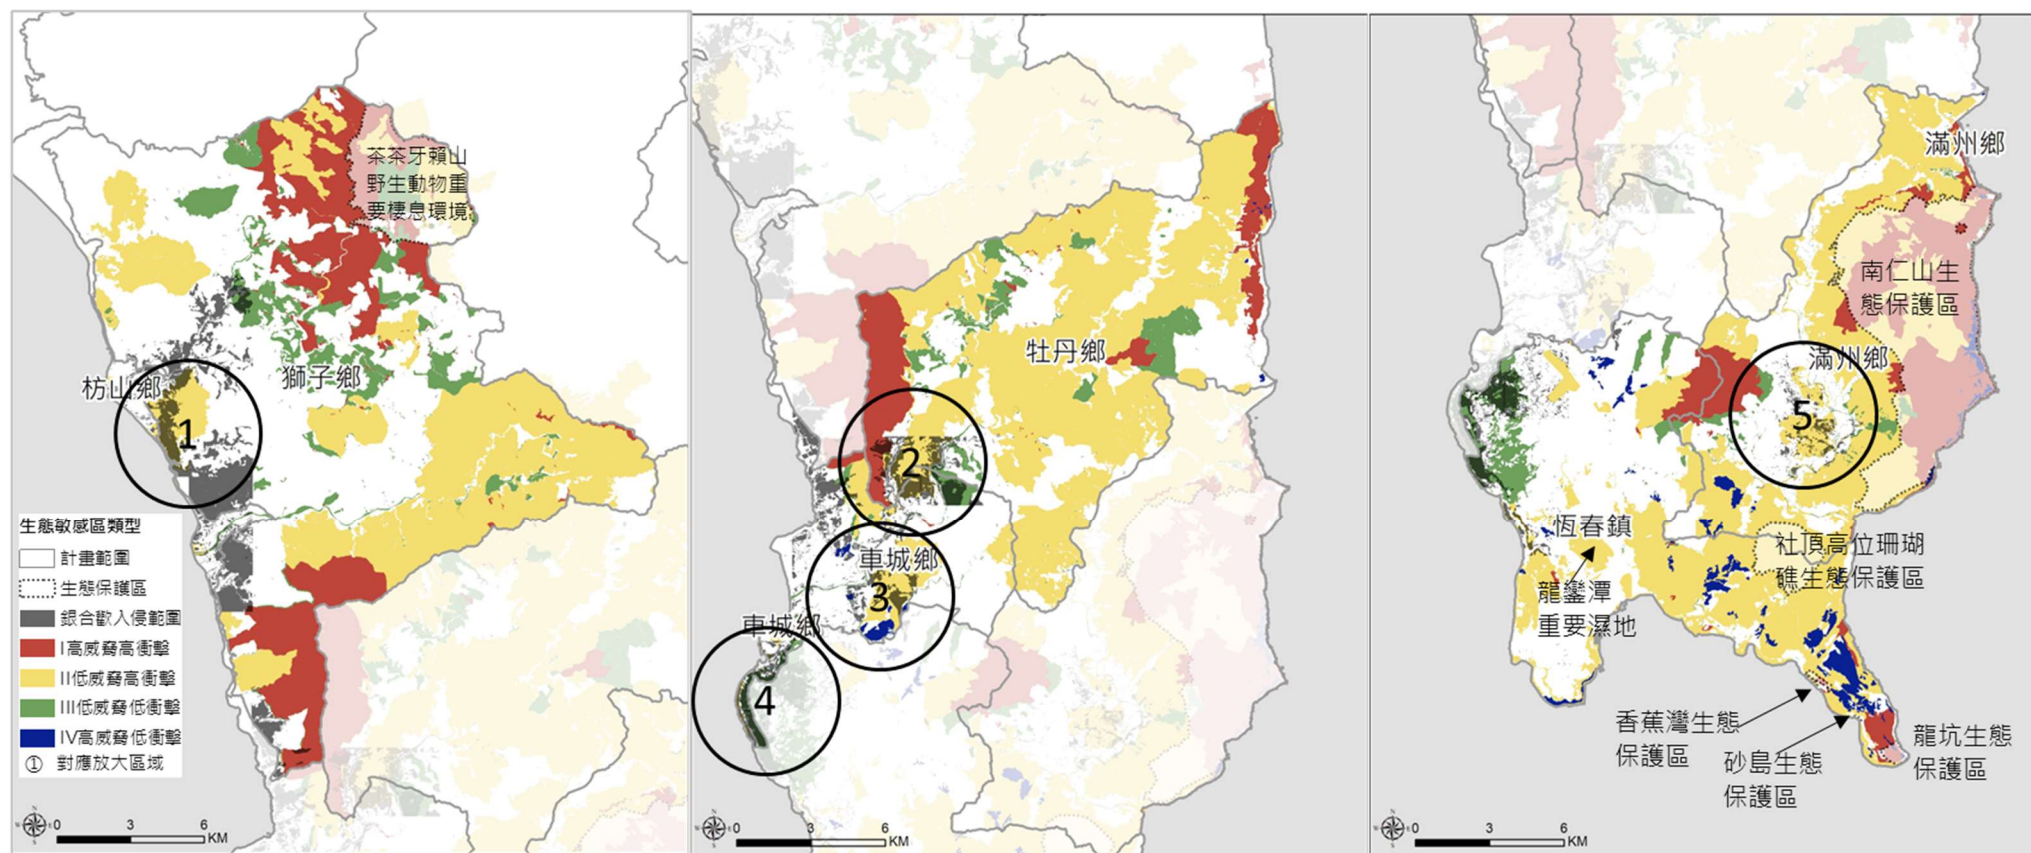 茶茶牙賴山
野生動物重
要棲息環境
枋山鄉
獅子鄉
1
生態敏感區類型
計畫範圍
生態保護區
銀合歡入侵範圍
I高威脅高衝擊
II低威脅高衝擊
III低威脅低衝擊
IV高威脅低衝擊
① 對應放大區域
N
0 3 6
KM
牡丹鄉
2
車城鄉
3
車城鄉
4
N
0 3 6
KM
滿州鄉
南仁山生
態保護區
滿州鄉
5
恆春鎮
社頂高位珊瑚
礁生態保護區
龍鑾潭
重要濕地
香蕉灣生態
保護區
砂島生態
保護區
龍坑生態
保護區
N
0 3 6
KM